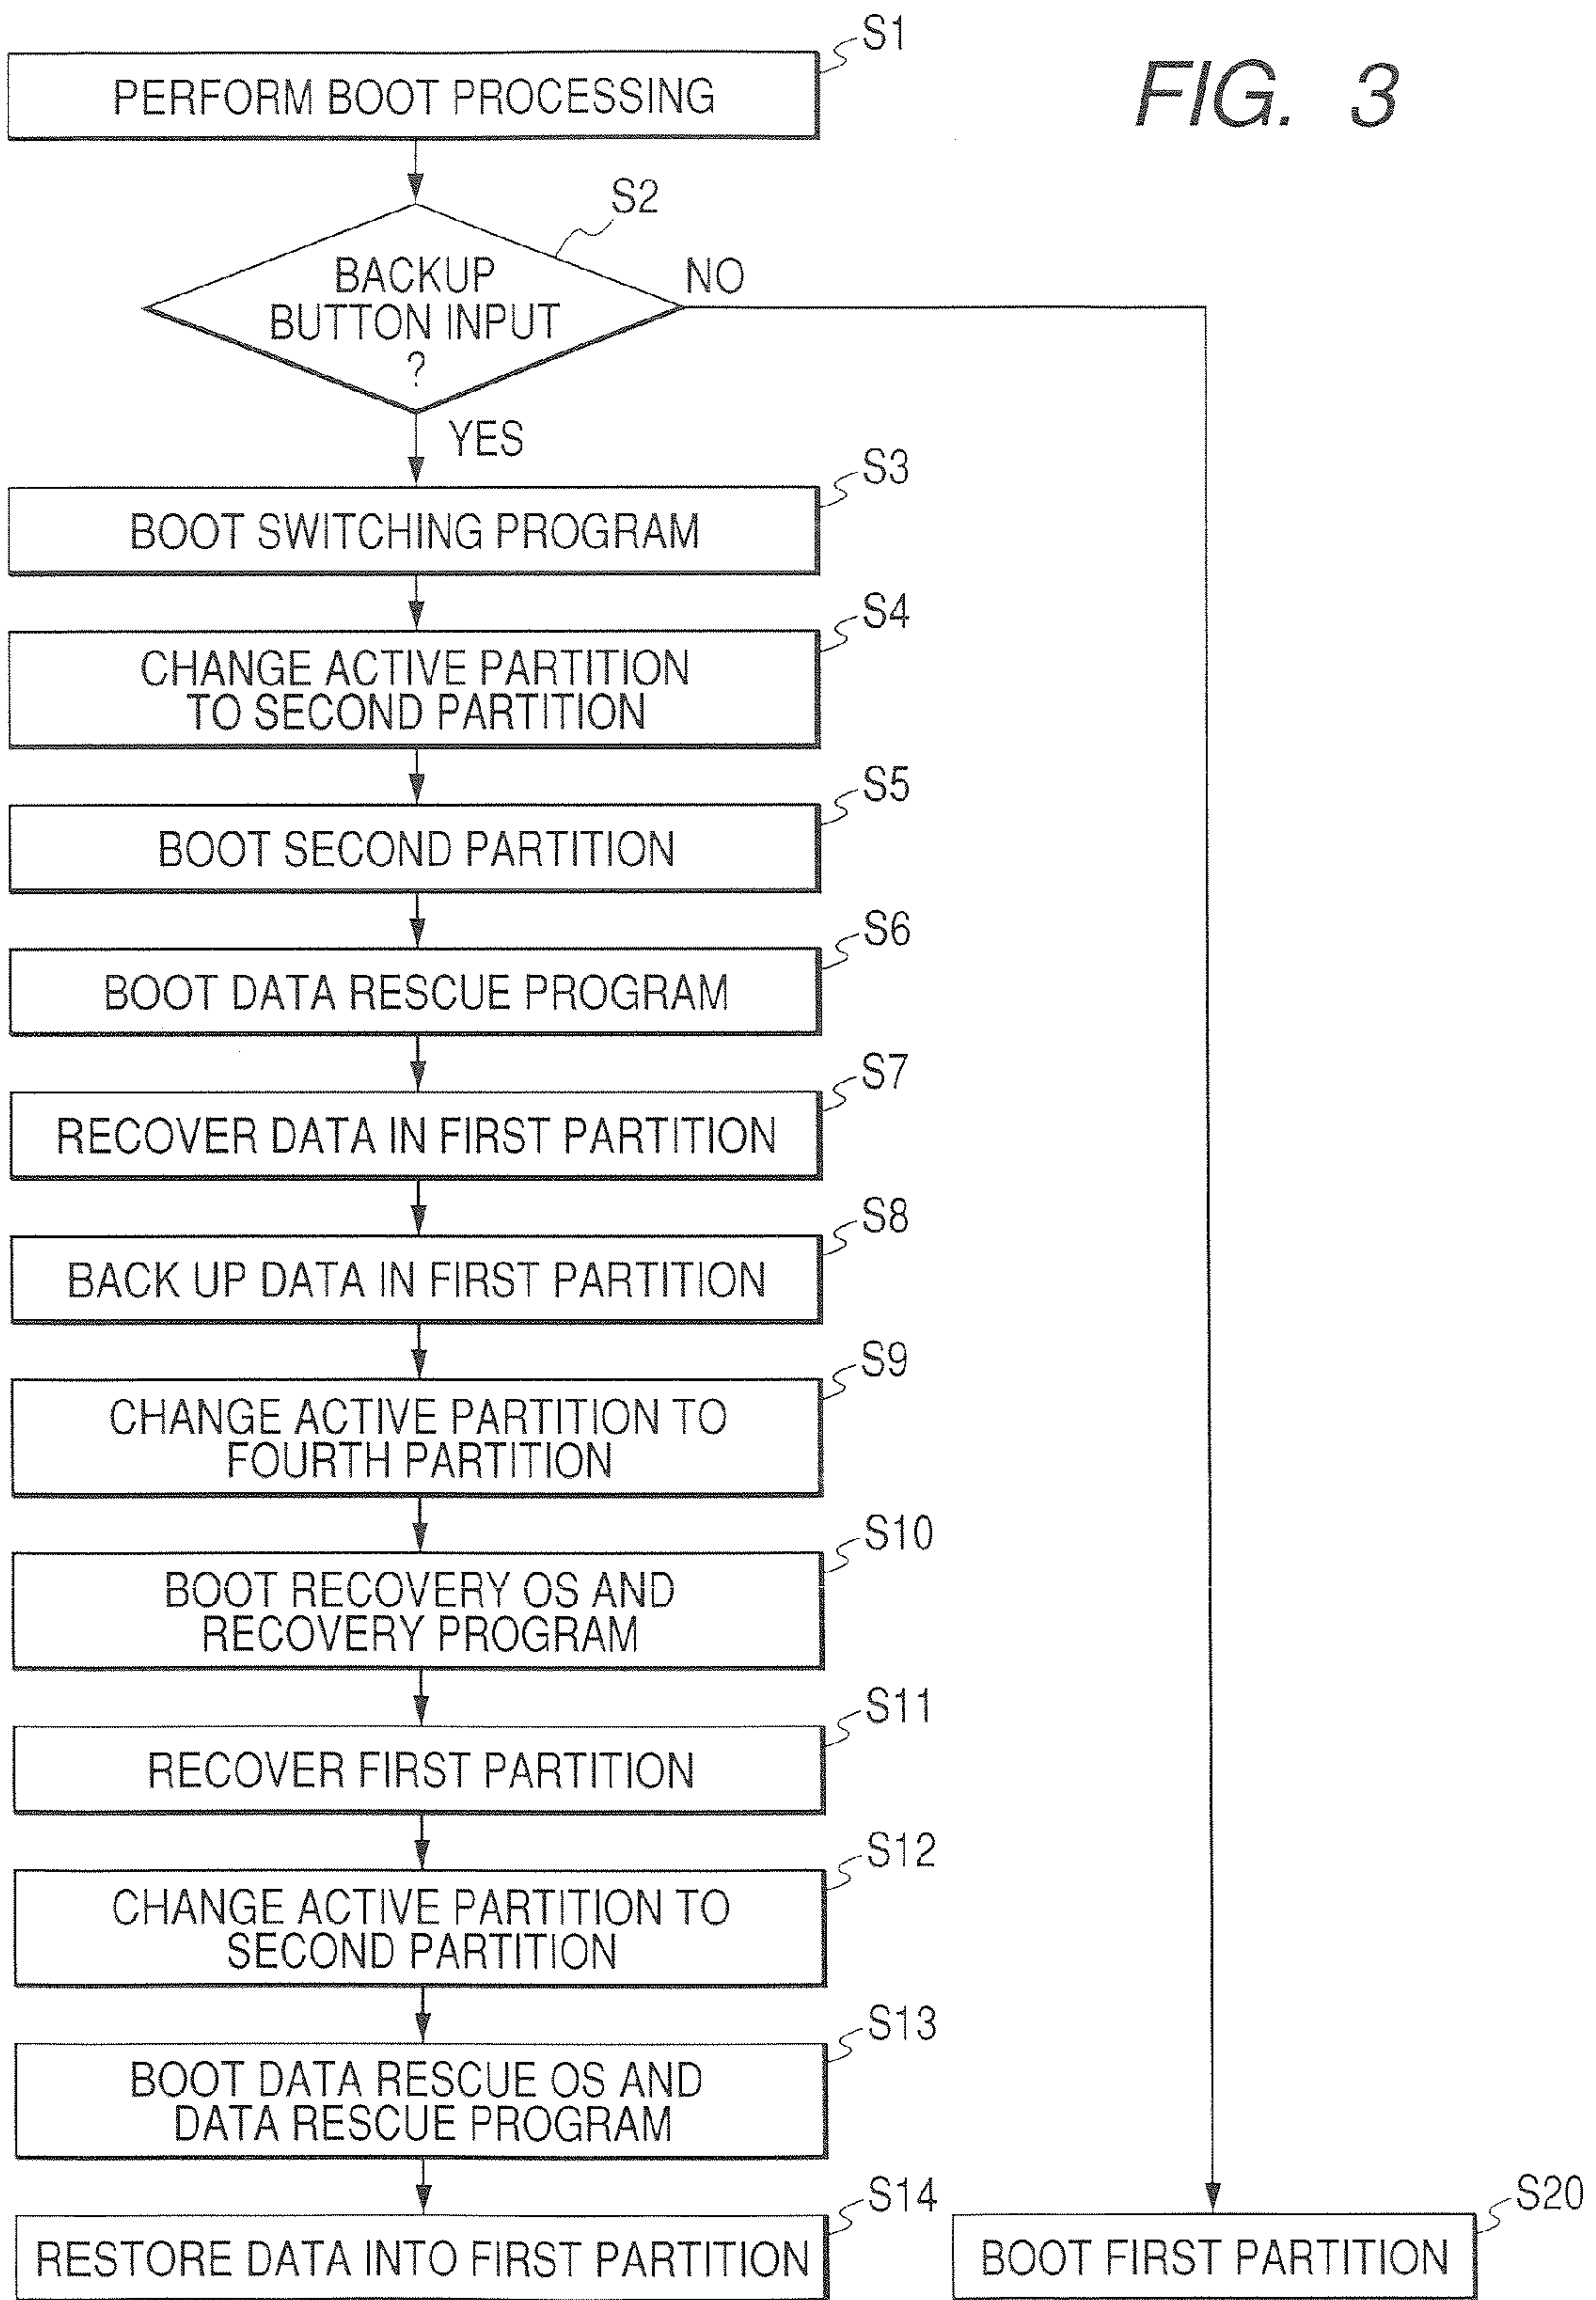 S1
PERFORM BOOT PROCESSING
FIG. 3
S2
BACKUP
BUTTON INPUT
?
NO
YES
S3
BOOT SWITCHING PROGRAM
S4
CHANGE ACTIVE PARTITION
TO SECOND PARTITION
S5
BOOT SECOND PARTITION
S6
BOOT DATA RESCUE PROGRAM
S7
RECOVER DATA IN FIRST PARTITION
S8
BACK UP DATA IN FIRST PARTITION
S9
CHANGE ACTIVE PARTITION TO
FOURTH PARTITION
S10
BOOT RECOVERY OS AND
RECOVERY PROGRAM
S11
RECOVER FIRST PARTITION
S12
CHANGE ACTIVE PARTITION TO
SECOND PARTITION
S13
BOOT DATA RESCUE OS AND
DATA RESCUE PROGRAM
S14
RESTORE DATA INTO FIRST PARTITION
S20
BOOT FIRST PARTITION